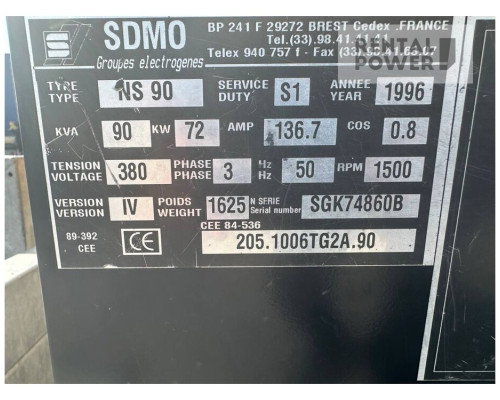 SDMO
Groupes electrogenes
BP 241 F 29272 BREST Cedex . FRANCE
Tel.(33).98.41.41.41
Telex 940 757 f - Fax (33).98.41.63.07
TYPE TYPE NS 90 SERVICE DUTY S1 ANNEE YEAR 1996
KVA 90 KW 72 AMP 136.7 COS 0.8
TENSION VOLTAGE 380 PHASE PHASE 3 Hz Hz 50 RPM 1500
VERSION VERSION IV POIDS WEIGHT 1625 N SERIE Serial number SGK74860B
89-392 CEE CE CEE 84-536 205.1006TG2A.90
POWER